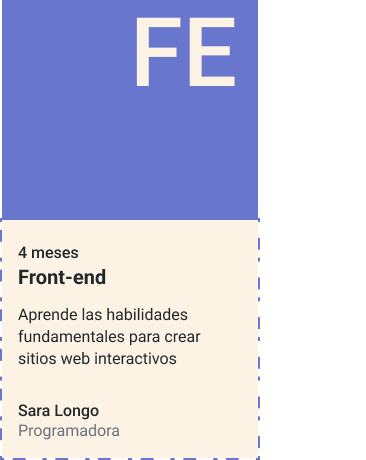 FE
4 meses
Front-end
Aprende las habilidades
fundamentales para crear
sitios web interactivos
Sara Longo
Programadora